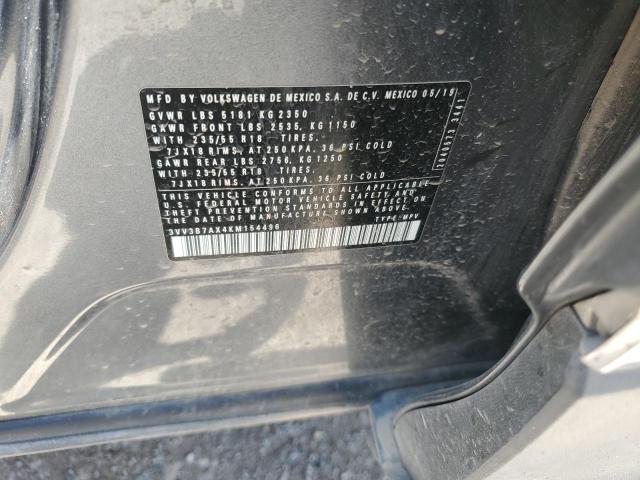 MFD BY VOLKSWAGEN DE MEXICO S.A. DE C.V. MEXICO 05/19
GVWR LBS 5181 KG 2350
GAWR FRONT LBS 2535, KG 1150
WITH 235/55 R18 TIRES.
7JX18 RIMS, AT 250 KPA, 36 PSI COLD
GAWR REAR LBS 2756, KG 1250
WITH 235/55 R18 TIRES.
7JX18 RIMS, AT 250 KPA, 36 PSI COLD
THIS VEHICLE CONFORMS TO ALL APPLICABLE
U.S. FEDERAL MOTOR VEHICLE SAFETY AND
THEFT PREVENTION STANDARDS IN EFFECT ON
THE DATE OF MANUFACTURE SHOWN ABOVE.
3VV3B7AX4KM164496 TYPE: MPV
2049573 3441